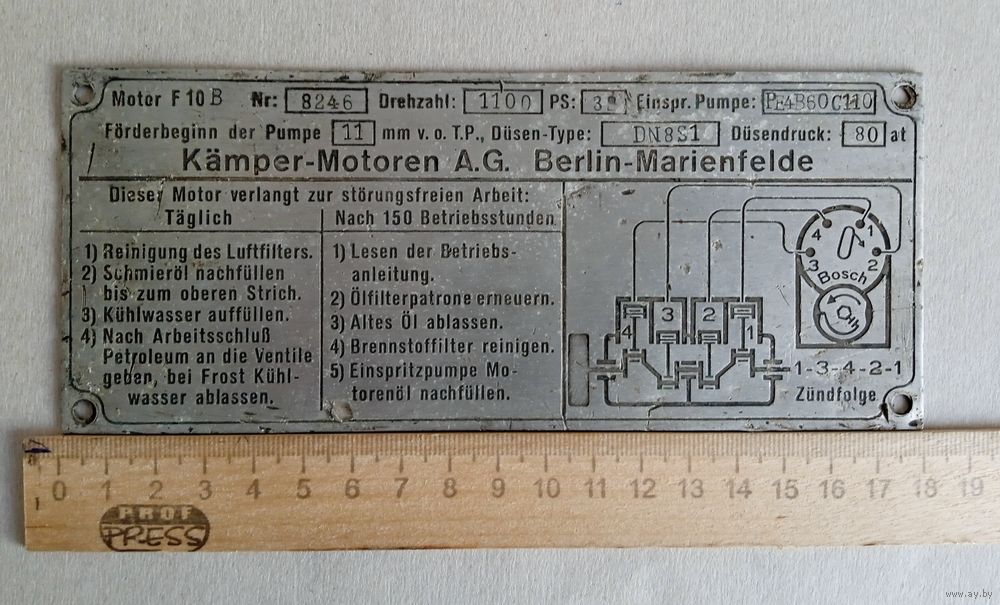 Motor F 10 B Nr: 8246 Drehzahl: 1100 PS: Einspr. Pumpe: PE4B60C110
Förderbeginn der Pumpe 11 mm v. o. T.P., Düsen-Type: DN8S1 Düsendruck: 80 at
Kämper-Motoren A.G. Berlin-Marienfelde
Dieser Motor verlangt zur störungsfreien Arbeit:
Täglich
1) Reinigung des Luftfilters.
2) Schmieröl nachfüllen
bis zum oberen Strich.
3) Kühlwasser auffüllen.
4) Nach Arbeitsschluß
Petroleum an die Ventile
geben, bei Frost Kühl-
wasser ablassen.
Nach 150 Betriebsstunden
1) Lesen der Betriebs-
anleitung.
2) Ölfilterpatrone erneuern.
3) Altes Öl ablassen.
4) Brennstoffilter reinigen.
5) Einspritzpumpe Mo-
torenöl nachfüllen.
4 1
3 2
Bosch
4 3 2 1
1-3-4-2-1
Zündfolge
0 1 2 3 4 5 6 7 8 9 10 11 12 13 14 15 16 17 18 19
PROF
PRESS
www.ay.by